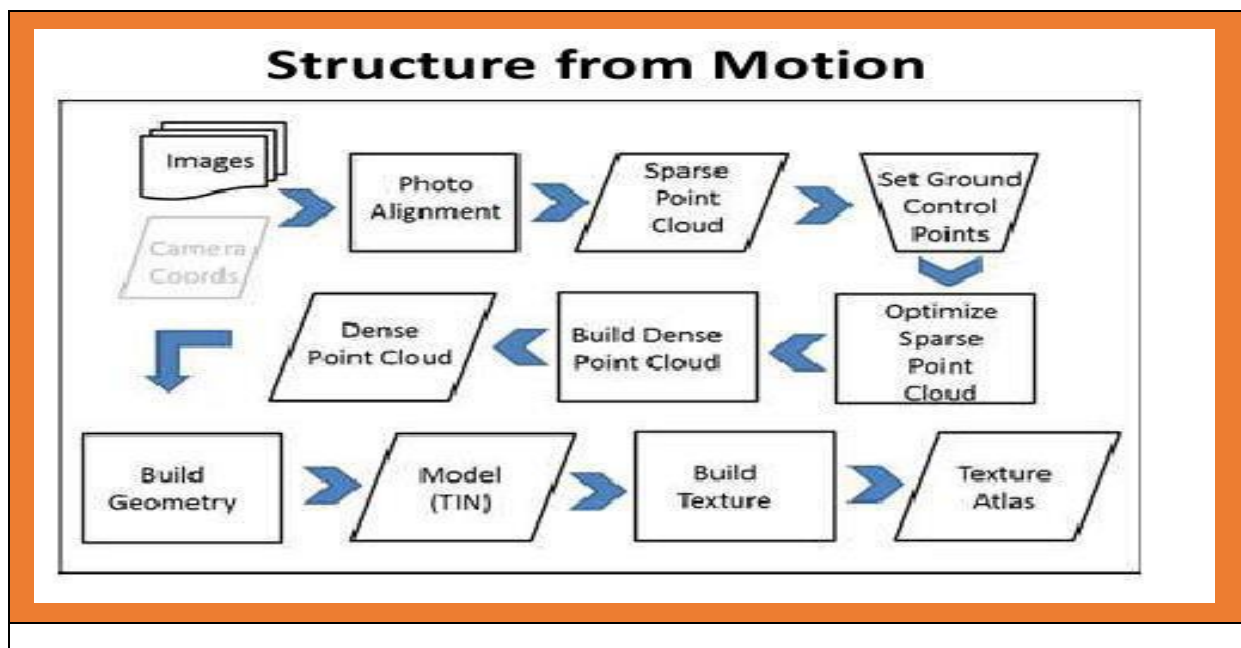 Structure from Motion
Images
Camera
Coords
Photo
Alignment
Sparse
Point
Cloud
Set Ground
Control
Points
Optimize
Sparse
Point
Cloud
Build Dense
Point Cloud
Dense
Point Cloud
Build
Geometry
Model
(TIN)
Build
Texture
Texture
Atlas